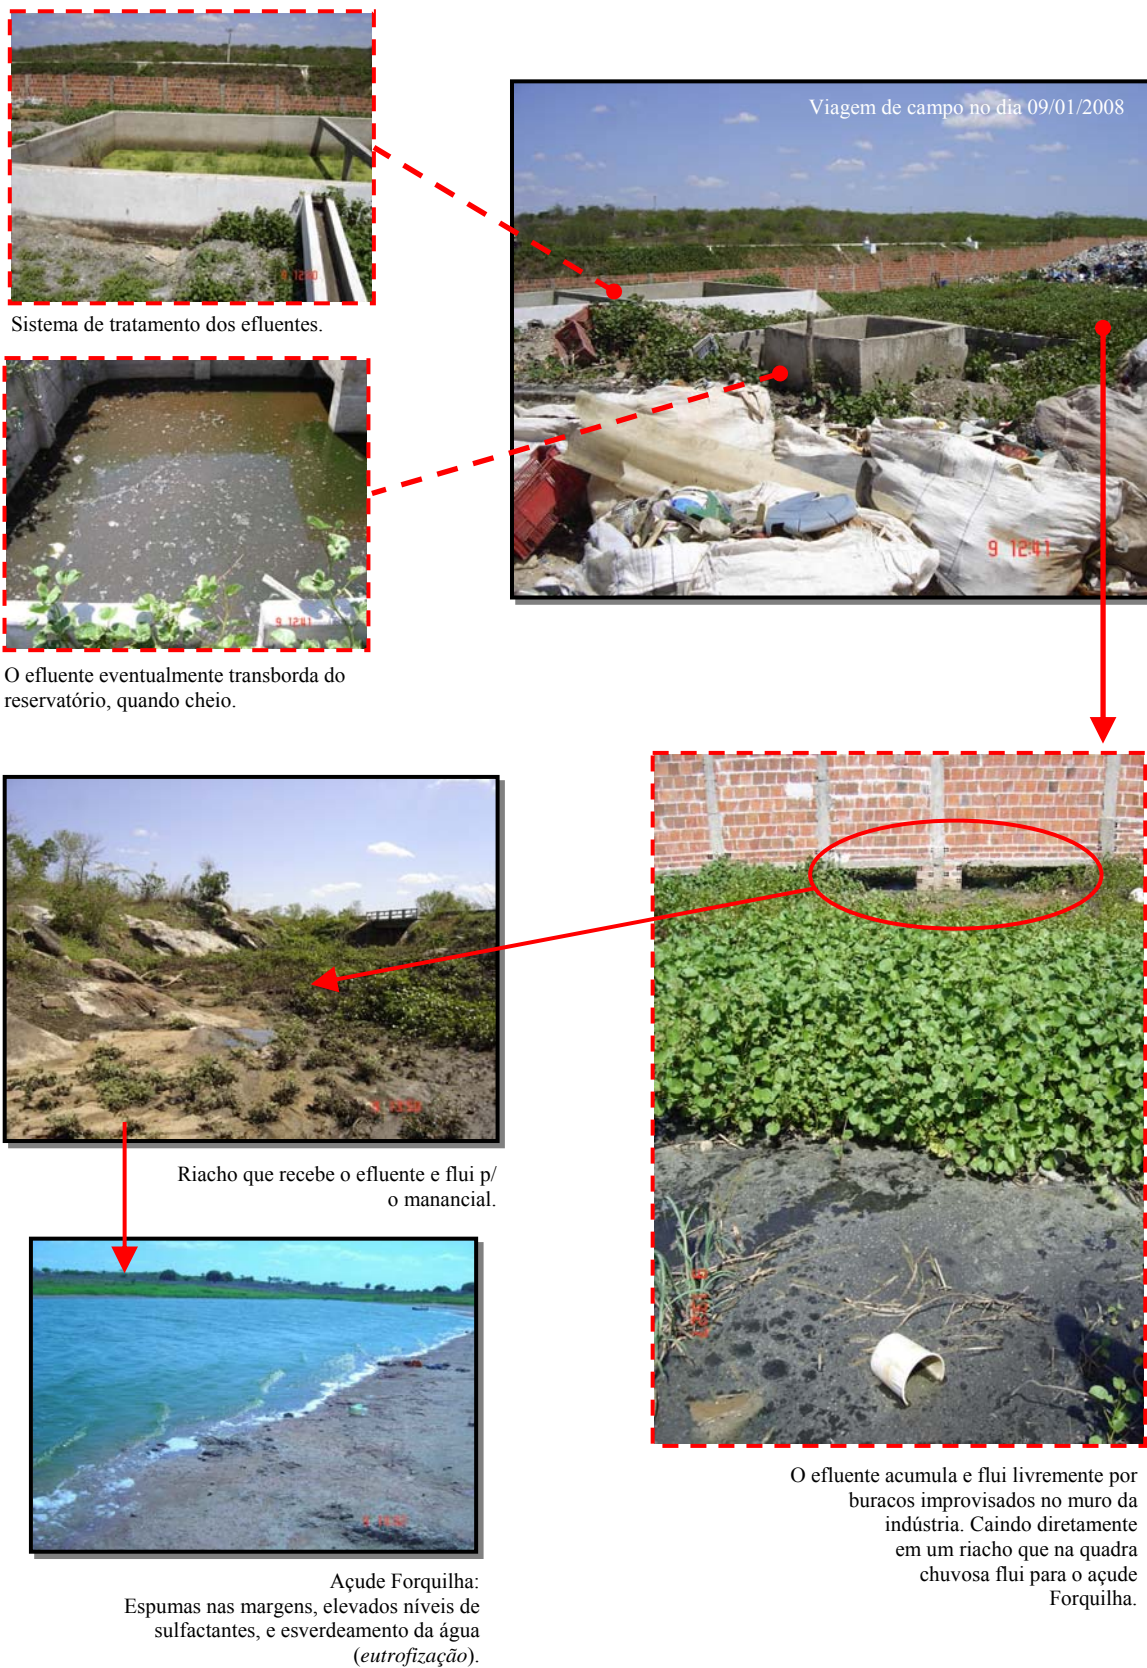 Viagem de campo no dia 09/01/2008
9 12:40
Sistema de tratamento dos efluentes.
9 12:41
9 12:41
O efluente eventualmente transborda do
reservatório, quando cheio.
Riacho que recebe o efluente e flui p/
o manancial.
O efluente acumula e flui livremente por
buracos improvisados no muro da
indústria. Caindo diretamente
em um riacho que na quadra
chuvosa flui para o açude
Forquilha.
Açude Forquilha:
Espumas nas margens, elevados níveis de
sulfactantes, e esverdeamento da água
(eutrofização).